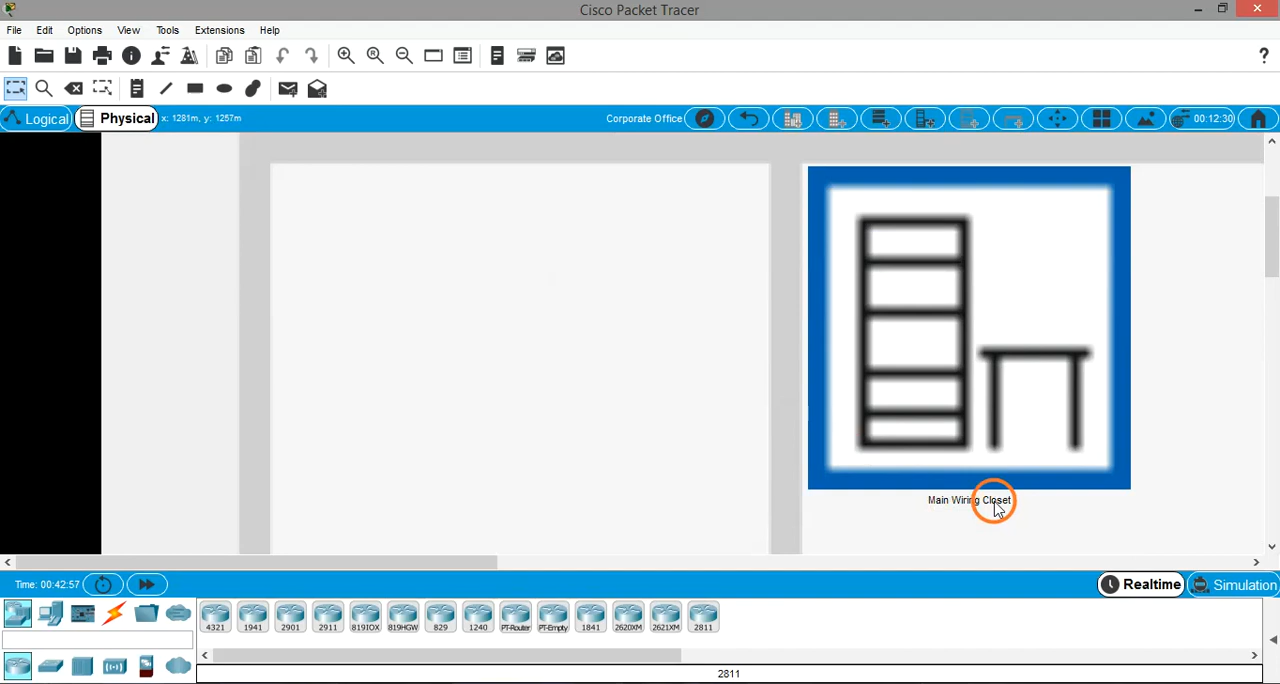 Cisco Packet Tracer
File Edit Options View Tools Extensions Help
Logical Physical x: 1281m, y: 1257m Corporate Office 00:12:30
Main Wiring Closet
Time: 00:42:57 Realtime Simulation
4321 1941 2901 2911 819IOX 819HGW 829 1240 PT-Router PT-Empty 1841 2620XM 2621XM 2811
2811